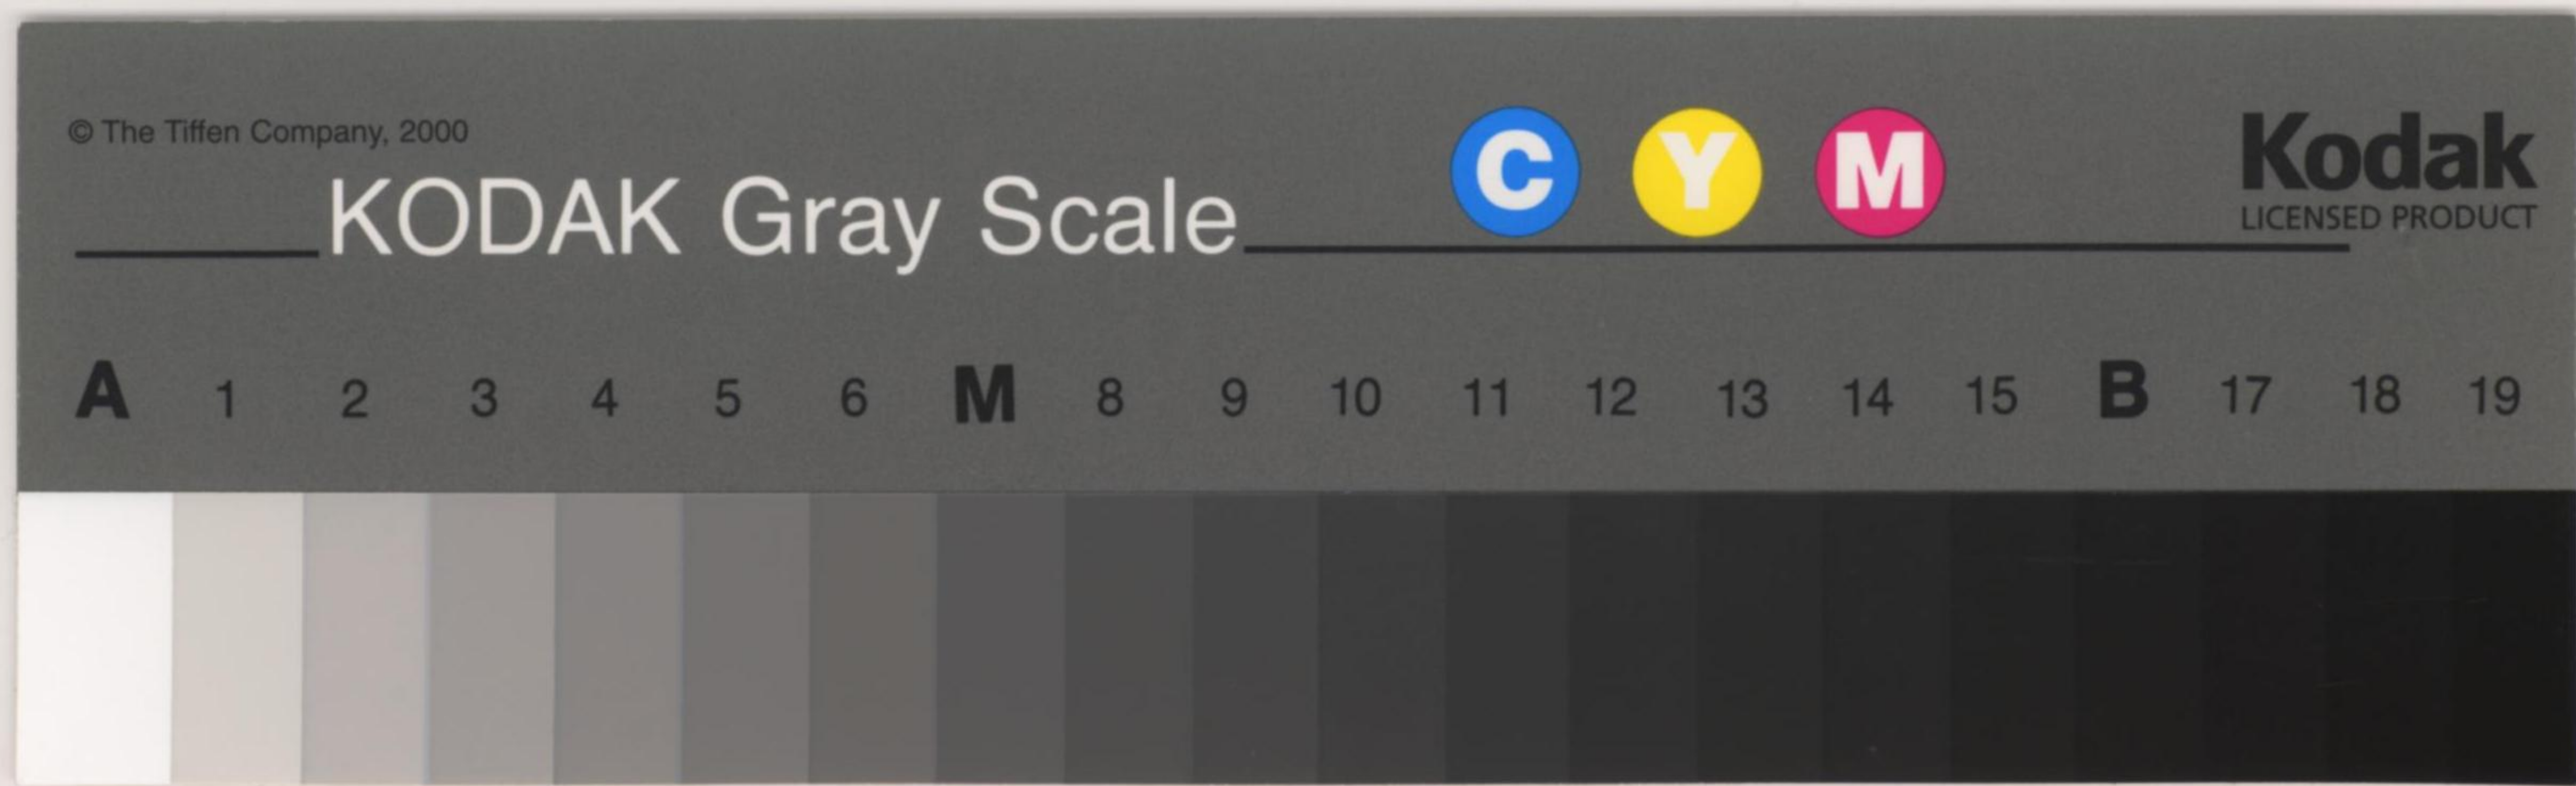 © The Tiffen Company, 2000
KODAK Gray Scale
C Y M
Kodak
LICENSED PRODUCT
A 1 2 3 4 5 6 M 8 9 10 11 12 13 14 15 B 17 18 19